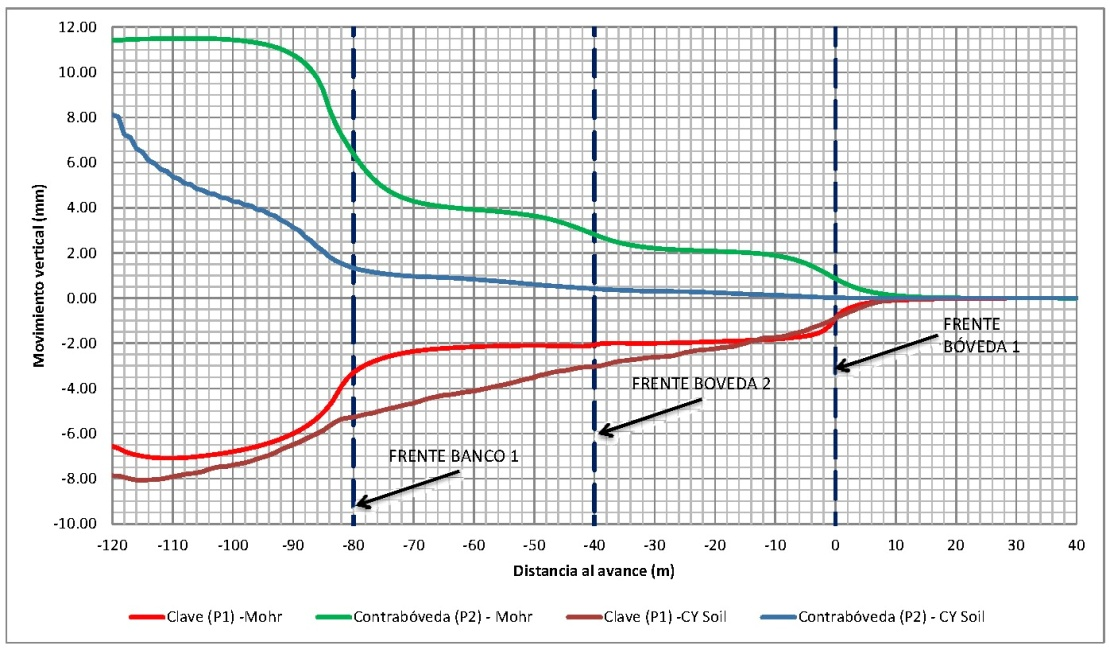 12.00
10.00
8.00
6.00
4.00
2.00
0.00
-2.00
-4.00
-6.00
-8.00
-10.00
Movimiento vertical (mm)
FRENTE
BÓVEDA 1
FRENTE BOVEDA 2
FRENTE BANCO 1
-120 -110 -100 -90 -80 -70 -60 -50 -40 -30 -20 -10 0 10 20 30 40
Distancia al avance (m)
Clave (P1) -Mohr Contrabóveda (P2) - Mohr Clave (P1) -CY Soil Contrabóveda (P2) - CY Soil